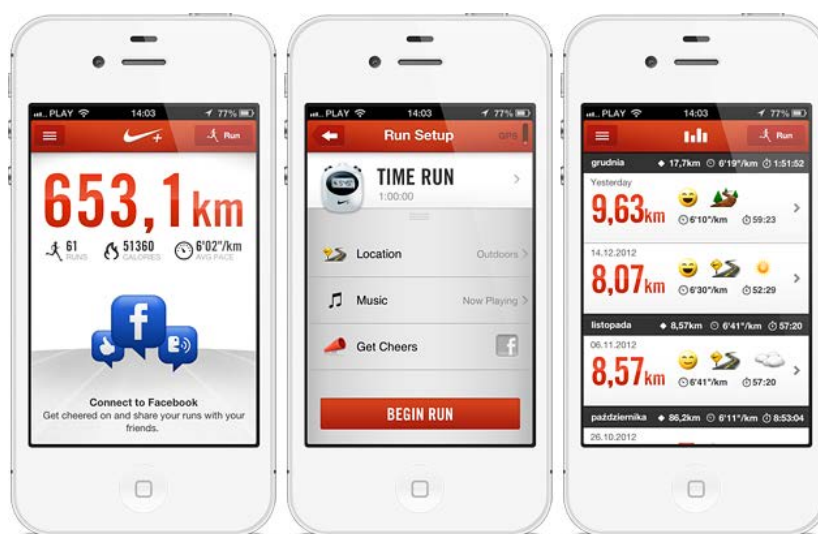 PLAY 14:03 77%
Run
653,1 km
61 RUNS
51360 CALORIES
6'02"/km AVG PACE
f
Connect to Facebook
Get cheered on and share your runs with your
friends.
PLAY 14:03 77%
Run Setup GPS
TIME RUN
1:00:00
Location Outdoors
Music Now Playing
Get Cheers f
BEGIN RUN
PLAY 14:03 77%
Run
grudnia 17,7km 6'19"/km 1:51:52
Yesterday
9,63km 6'10"/km 59:23
14.12.2012
8,07km 6'30"/km 52:29
listopada 8,57km 6'41"/km 57:20
06.11.2012
8,57km 6'41"/km 57:20
października 86,2km 6'11"/km 8:53:04
26.10.2012